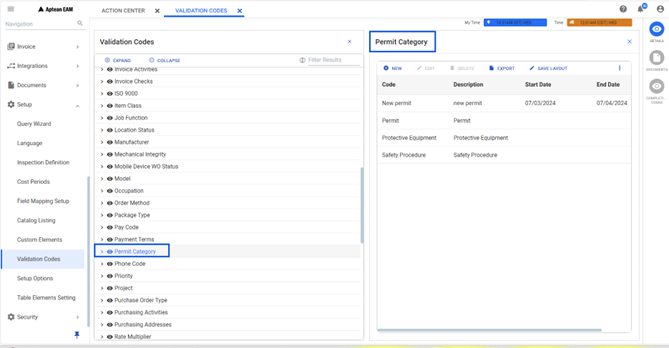 Aptean EAM
ACTION CENTER
VALIDATION CODES
Navigation
My Time
Time
DETAILS
DOCUMENTS
Invoice
Integrations
Documents
Setup
Query Wizard
Language
Inspection Definition
Cost Periods
Field Mapping Setup
Catalog Listing
Custom Elements
Validation Codes
Setup Options
Table Elements Setting
Security
Validation Codes
EXPAND
COLLAPSE
Filter Results
Invoice Activities
Invoice Checks
ISO 9000
Item Class
Job Function
Location Status
Manufacturer
Mechanical Integrity
Mobile Device WO Status
Model
Occupation
Order Method
Package Type
Pay Code
Payment Terms
Permit Category
Phone Code
Priority
Project
Purchase Order Type
Purchasing Activities
Purchasing Addresses
Rate Multiplier
Permit Category
NEW
EDIT
DELETE
EXPORT
SAVE LAYOUT
Code Description Start Date End Date
New permit new permit 07/03/2024 07/04/2024
Permit Permit
Protective Equipment Protective Equipment
Safety Procedure Safety Procedure